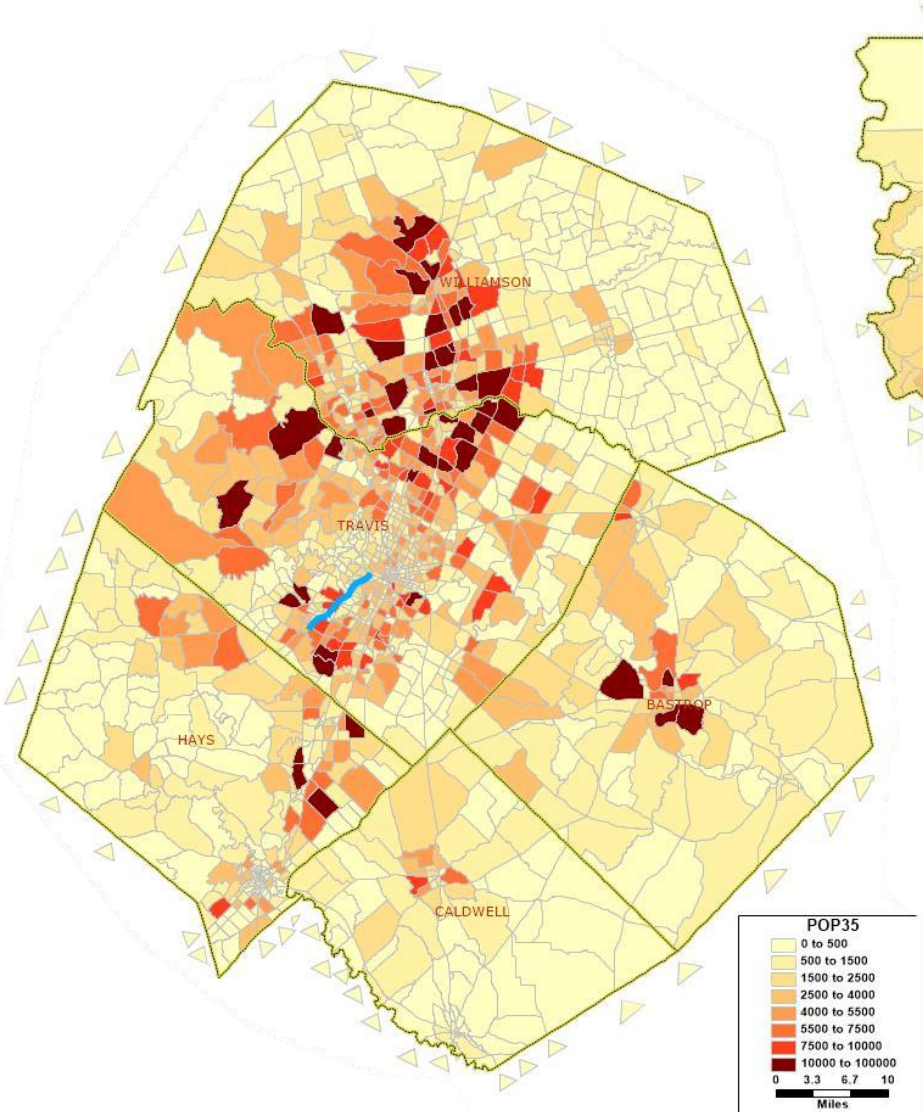 WILLIAMSON
TRAVIS
BASTROP
HAYS
CALDWELL
POP35
0 to 500
500 to 1500
1500 to 2500
2500 to 4000
4000 to 5500
5500 to 7500
7500 to 10000
10000 to 100000
0 3.3 6.7 10
Miles